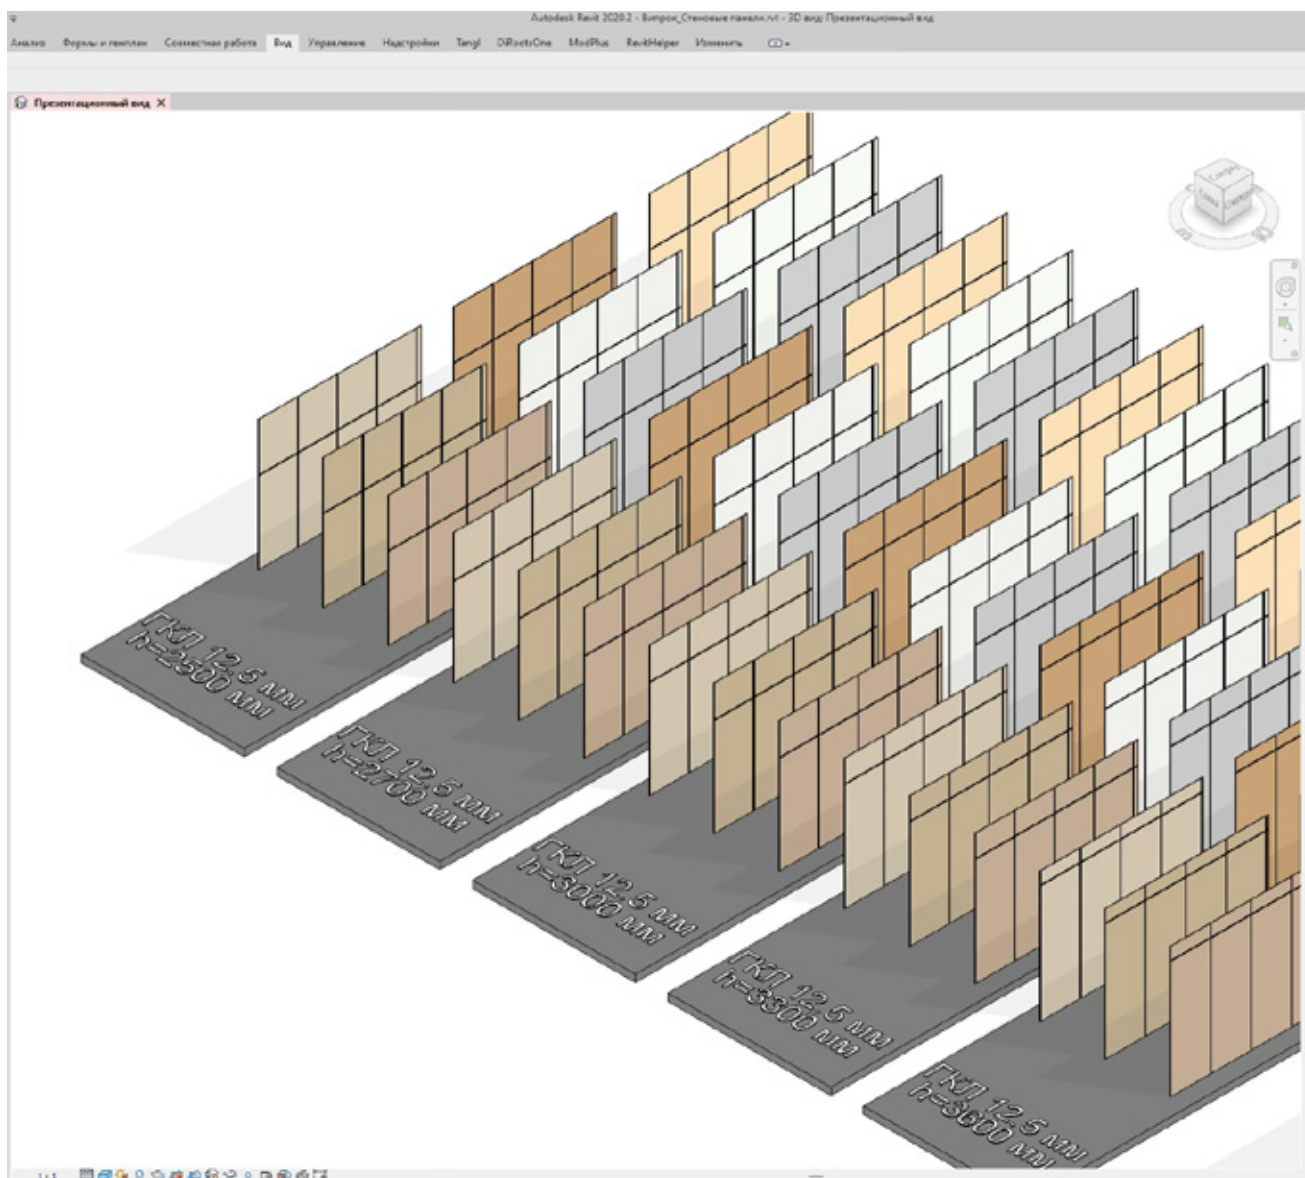 Autodesk Revit 2020.2 - Випрок_Стеновые панели.rvt - 3D вид: Презентационный вид
Анализ Формы и генплан Совместная работа Вид Управление Надстройки Tangl DiRootsOne ModPlus RevitHelper Изменить
Презентационный вид
ГКЛ 12,5 мм
h=2500 мм
ГКЛ 12,5 мм
h=2700 мм
ГКЛ 12,5 мм
h=3000 мм
ГКЛ 12,5 мм
h=3300 мм
ГКЛ 12,5 мм
h=3600 мм